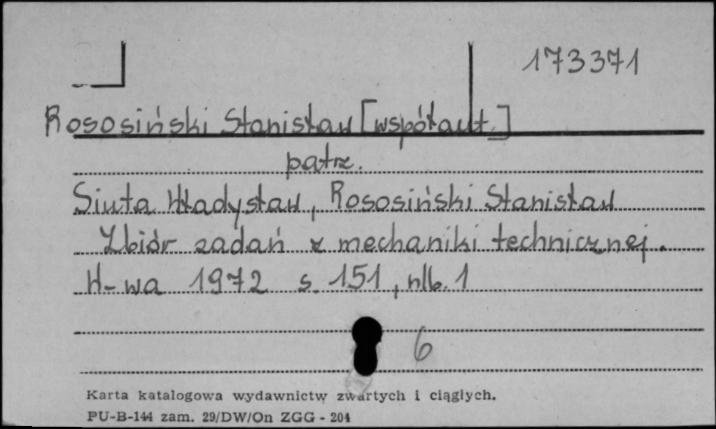 173371
Rososiński Stanisław [współaut.]
patrz.
Siuta Władysław, Rososiński Stanisław
Zbiór zadań z mechaniki technicznej.
W-wa 1972 s. 151, nlb. 1
6
Karta katalogowa wydawnictw zwartych i ciągłych.
PU-B-144 zam. 29/DW/On ZGG - 204